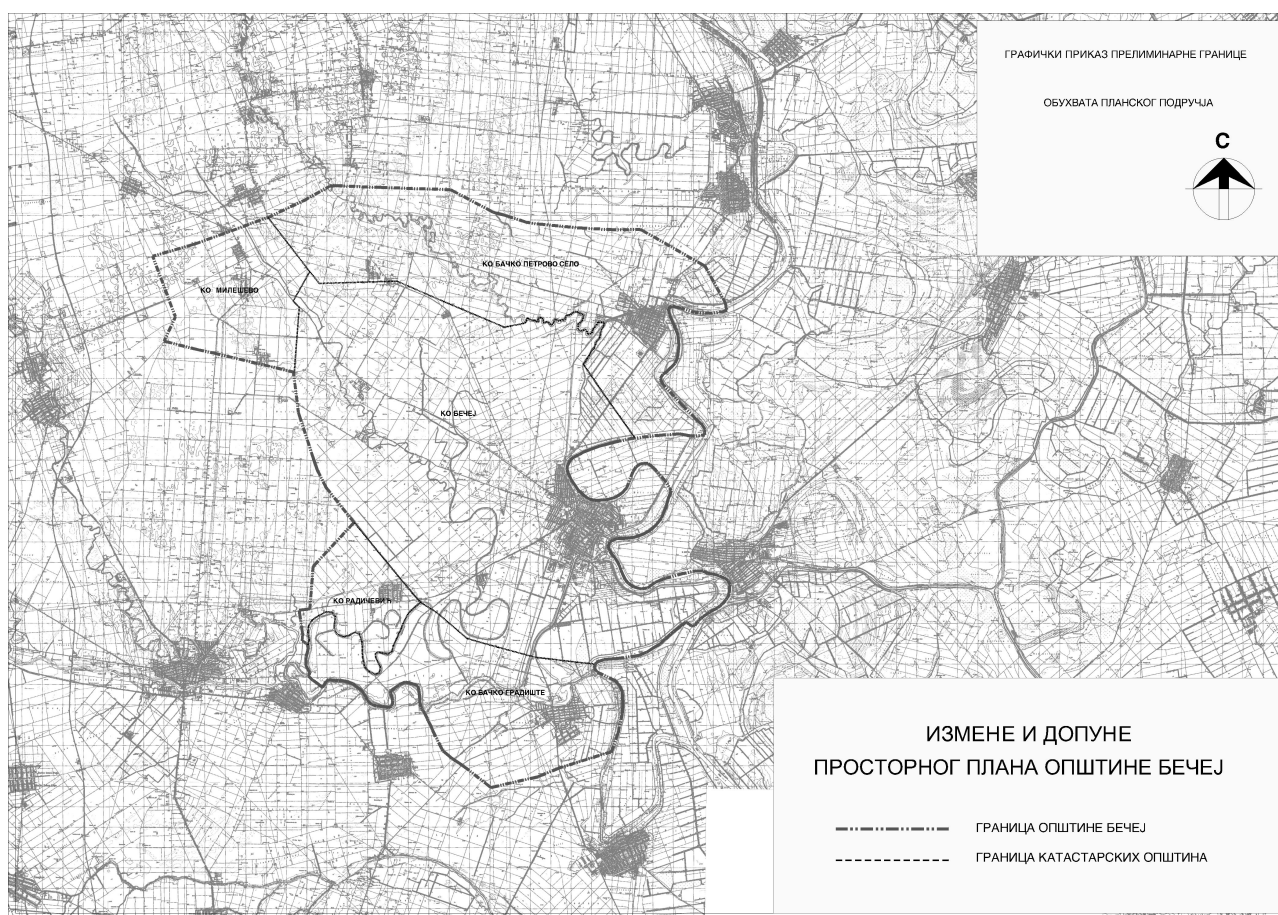 ГРАФИЧКИ ПРИКАЗ ПРЕЛИМИНАРНЕ ГРАНИЦЕ
ОБУХВАТА ПЛАНСКОГ ПОДРУЧЈА
С
КО БАЧКО ПЕТРОВО СЕЛО
КО МИЛЕШЕВО
КО БЕЧЕЈ
КО РАДИЧЕВИЋ
КО БАЧКО ГРАДИШТЕ
ИЗМЕНЕ И ДОПУНЕ
ПРОСТОРНОГ ПЛАНА ОПШТИНЕ БЕЧЕЈ
ГРАНИЦА ОПШТИНЕ БЕЧЕЈ
ГРАНИЦА КАТАСТАРСКИХ ОПШТИНА